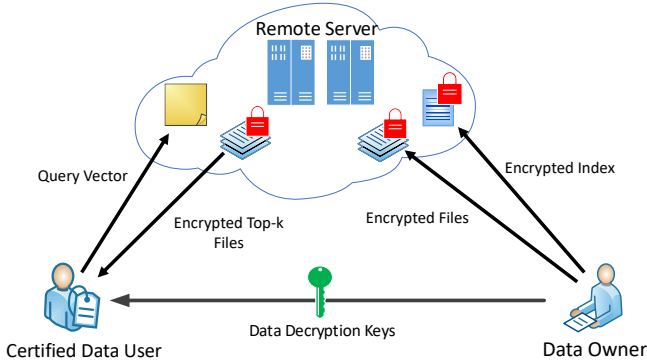 Remote Server
Query Vector
Encrypted Top-k
Files
Encrypted Files
Encrypted Index
Data Decryption Keys
Certified Data User
Data Owner